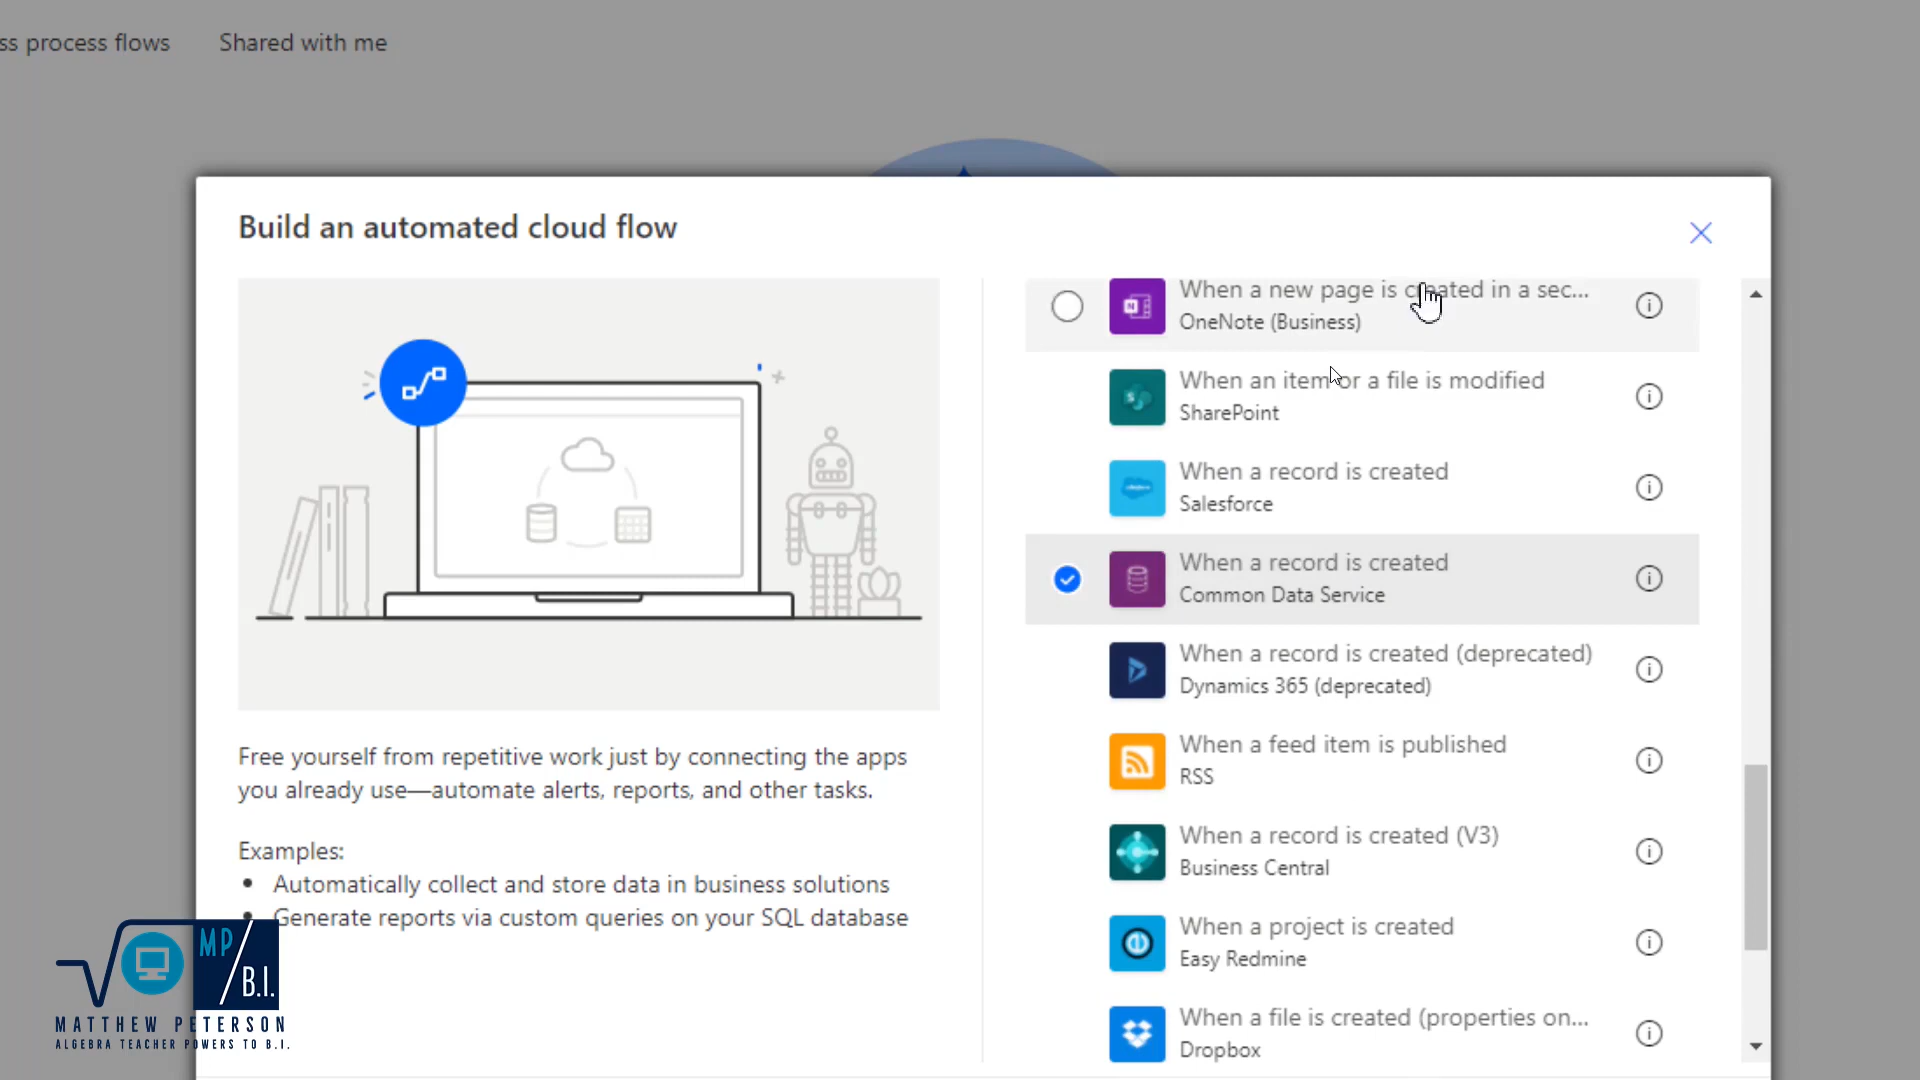 ss process flows
Shared with me
Build an automated cloud flow
When a new page is created in a sec...
OneNote (Business)
When an item or a file is modified
SharePoint
When a record is created
Salesforce
When a record is created
Common Data Service
When a record is created (deprecated)
Dynamics 365 (deprecated)
When a feed item is published
RSS
When a record is created (V3)
Business Central
When a project is created
Easy Redmine
When a file is created (properties on...
Dropbox
Free yourself from repetitive work just by connecting the apps
you already use—automate alerts, reports, and other tasks.
Examples:
• Automatically collect and store data in business solutions
• Generate reports via custom queries on your SQL database
MP/B.I.
MATTHEW PETERSON
ALGEBRA TEACHER POWERS TO B.I.